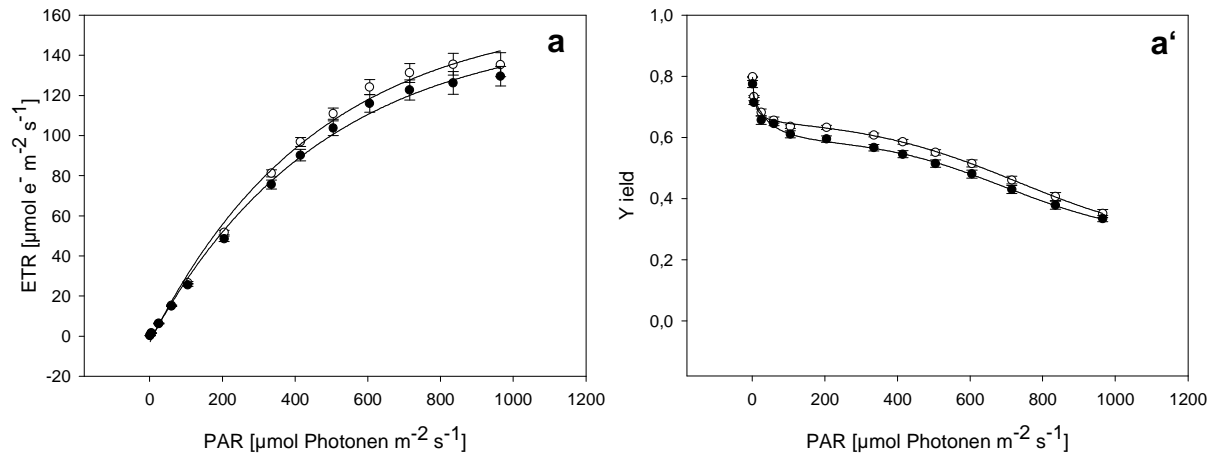 a
160
140
120
100
80
60
40
20
0
-20
ETR [µmol e- m-2 s-1]
0 200 400 600 800 1000 1200
PAR [µmol Photonen m-2 s-1]
a‘
1,0
0,8
0,6
0,4
0,2
0,0
Y ield
0 200 400 600 800 1000 1200
PAR [µmol Photonen m-2 s-1]